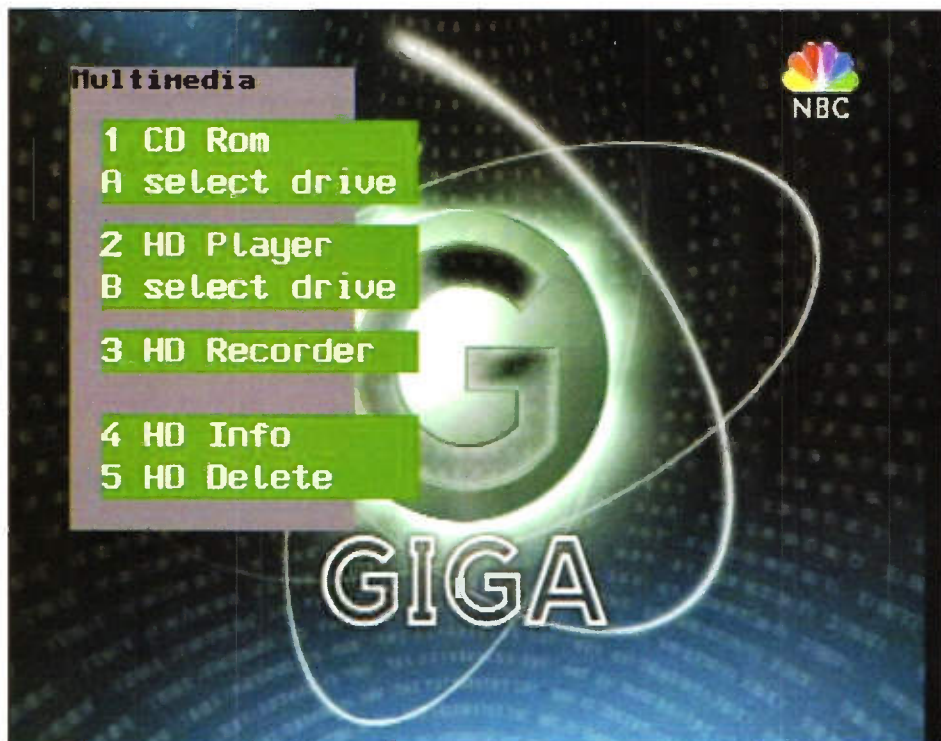 Multimedia
NBC
1 CD Rom
A select drive
2 HD Player
B select drive
3 HD Recorder
4 HD Info
5 HD Delete
G
GIGA